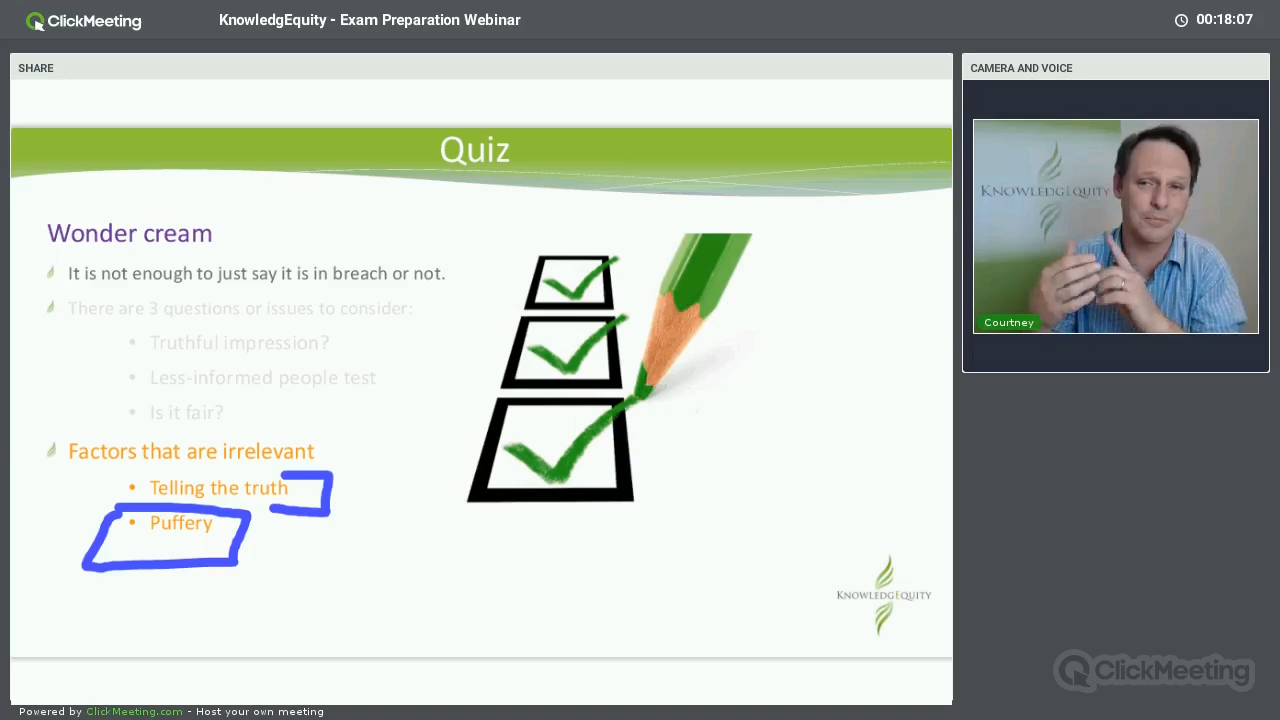 ClickMeeting
KnowledgEquity - Exam Preparation Webinar
00:18:07
SHARE
CAMERA AND VOICE
Quiz
KNOWLEDGEQUITY
Courtney
Wonder cream
It is not enough to just say it is in breach or not.
There are 3 questions or issues to consider:
• Truthful impression?
• Less-informed people test
• Is it fair?
Factors that are irrelevant
• Telling the truth
• Puffery
KNOWLEDGEQUITY
ClickMeeting
Powered by ClickMeeting.com - Host your own meeting